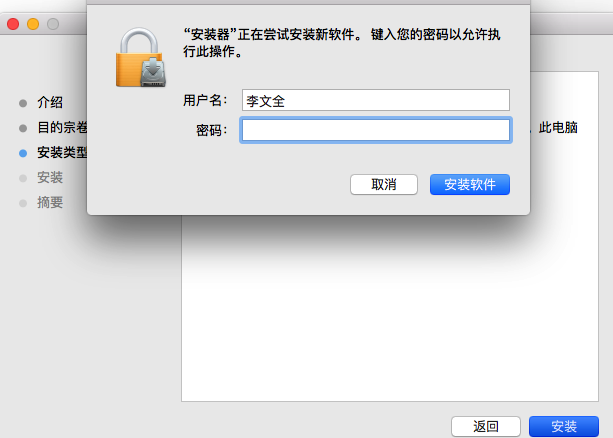 “安装器”正在尝试安装新软件。 键入您的密码以允许执
行此操作。
用户名：
李文全
密码：
取消
安装软件
介绍
目的宗卷
安装类型
安装
摘要
此电脑
返回
安装